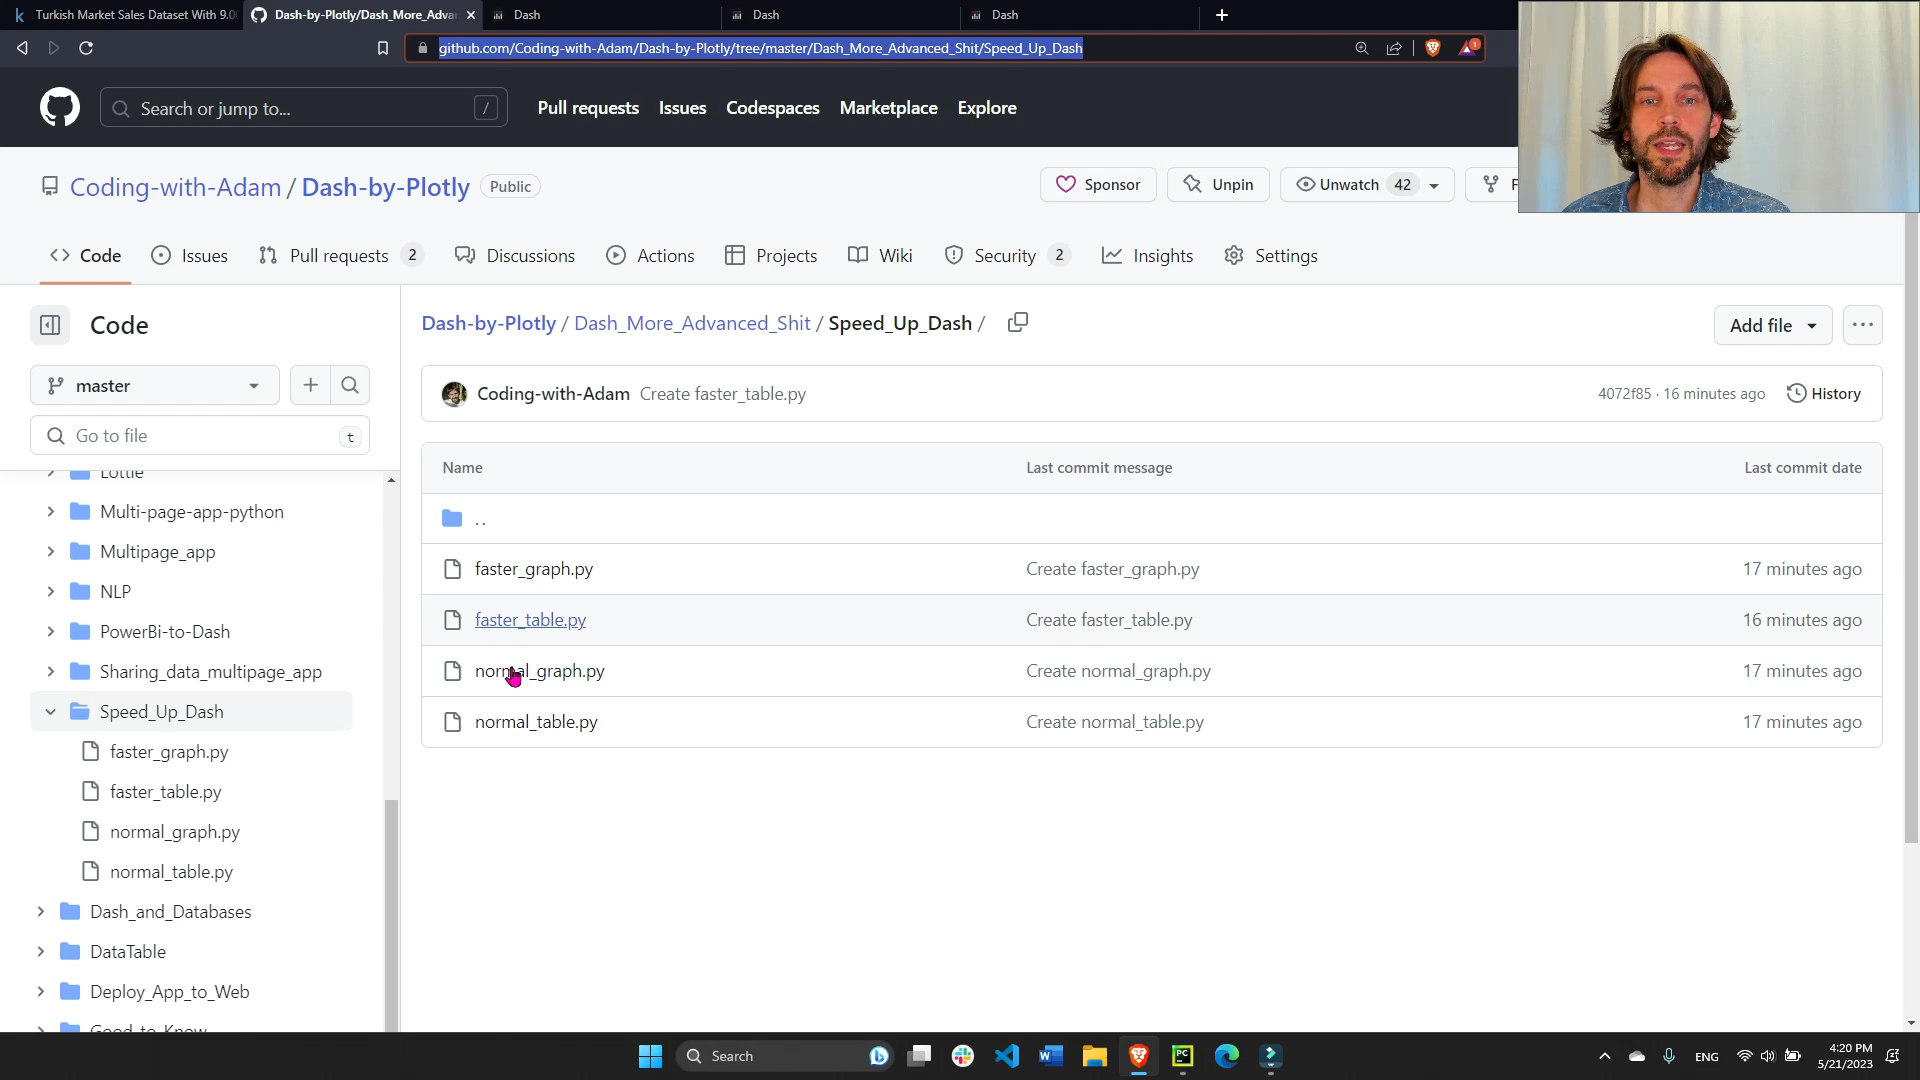 Turkish Market Sales Dataset With 9.0
Dash-by-Plotly/Dash_More_Adva
Dash
Dash
Dash
github.com/Coding-with-Adam/Dash-by-Plotly/tree/master/Dash_More_Advanced_Shit/Speed_Up_Dash
1
Search or jump to...
/
Pull requests
Issues
Codespaces
Marketplace
Explore
Coding-with-Adam / Dash-by-Plotly
Public
Sponsor
Unpin
Unwatch 42
F
Code
Issues
Pull requests 2
Discussions
Actions
Projects
Wiki
Security 2
Insights
Settings
Code
master
Go to file
t
Lottie
Multi-page-app-python
Multipage_app
NLP
PowerBi-to-Dash
Sharing_data_multipage_app
Speed_Up_Dash
faster_graph.py
faster_table.py
normal_graph.py
normal_table.py
Dash_and_Databases
DataTable
Deploy_App_to_Web
Good_to_Know
Dash-by-Plotly / Dash_More_Advanced_Shit / Speed_Up_Dash /
Add file
Coding-with-Adam Create faster_table.py
4072f85 · 16 minutes ago
History
Name Last commit message Last commit date
..
faster_graph.py Create faster_graph.py 17 minutes ago
faster_table.py Create faster_table.py 16 minutes ago
normal_graph.py Create normal_graph.py 17 minutes ago
normal_table.py Create normal_table.py 17 minutes ago
Search
PC
ENG
4:20 PM
5/21/2023